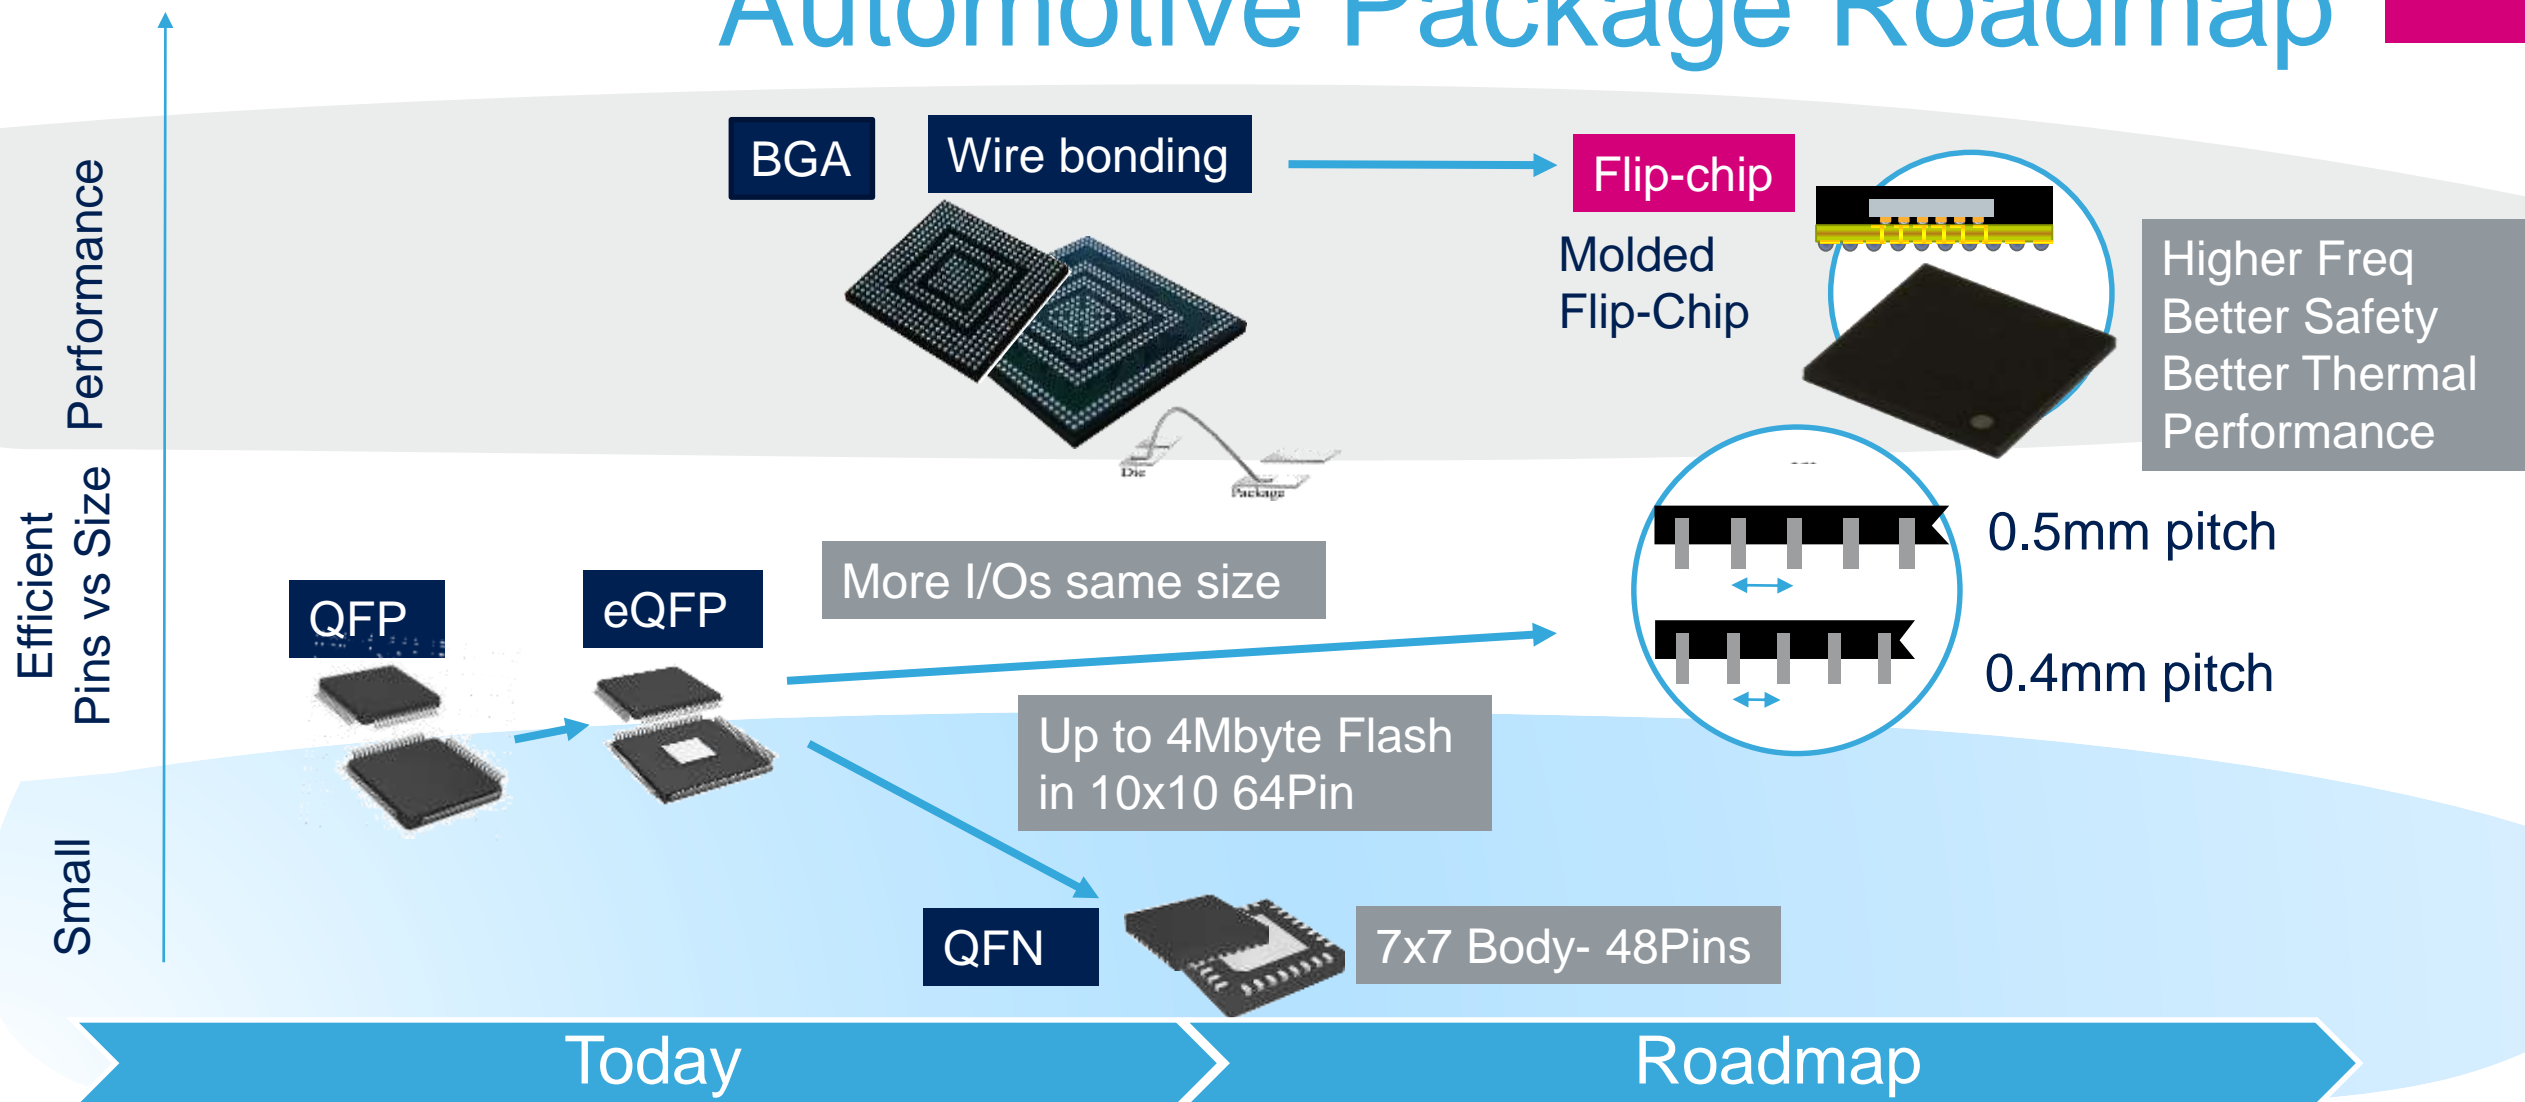 Automotive Package Roadmap
Performance
BGA
Wire bonding
Flip-chip
Molded
Flip-Chip
Higher Freq
Better Safety
Better Thermal
Performance
Die
Package
Efficient
Pins vs Size
QFP
eQFP
More I/Os same size
0.5mm pitch
0.4mm pitch
Up to 4Mbyte Flash
in 10x10 64Pin
Small
QFN
7x7 Body- 48Pins
Today
Roadmap